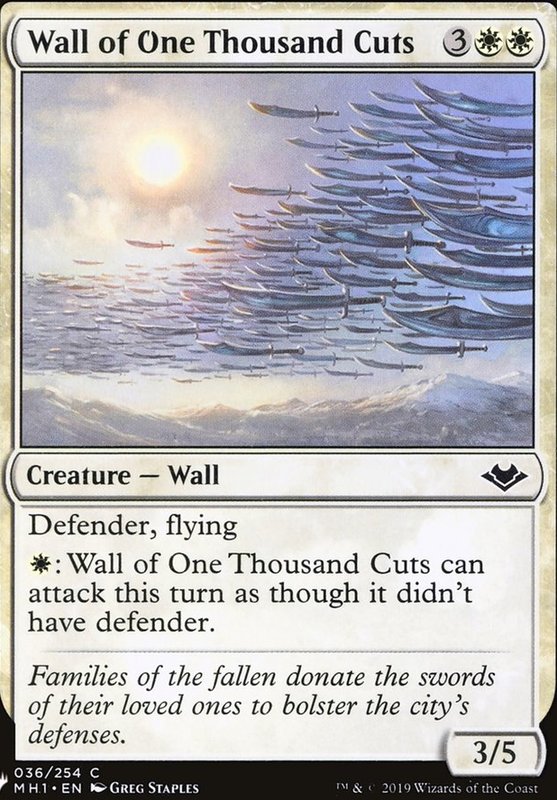 Wall of One Thousand Cuts 3
Creature — Wall
Defender, flying
: Wall of One Thousand Cuts can
attack this turn as though it didn't
have defender.
Families of the fallen donate the swords
of their loved ones to bolster the city's
defenses.
3/5
036/254 C
MH1 • EN Greg Staples
™ & © 2019 Wizards of the Coast